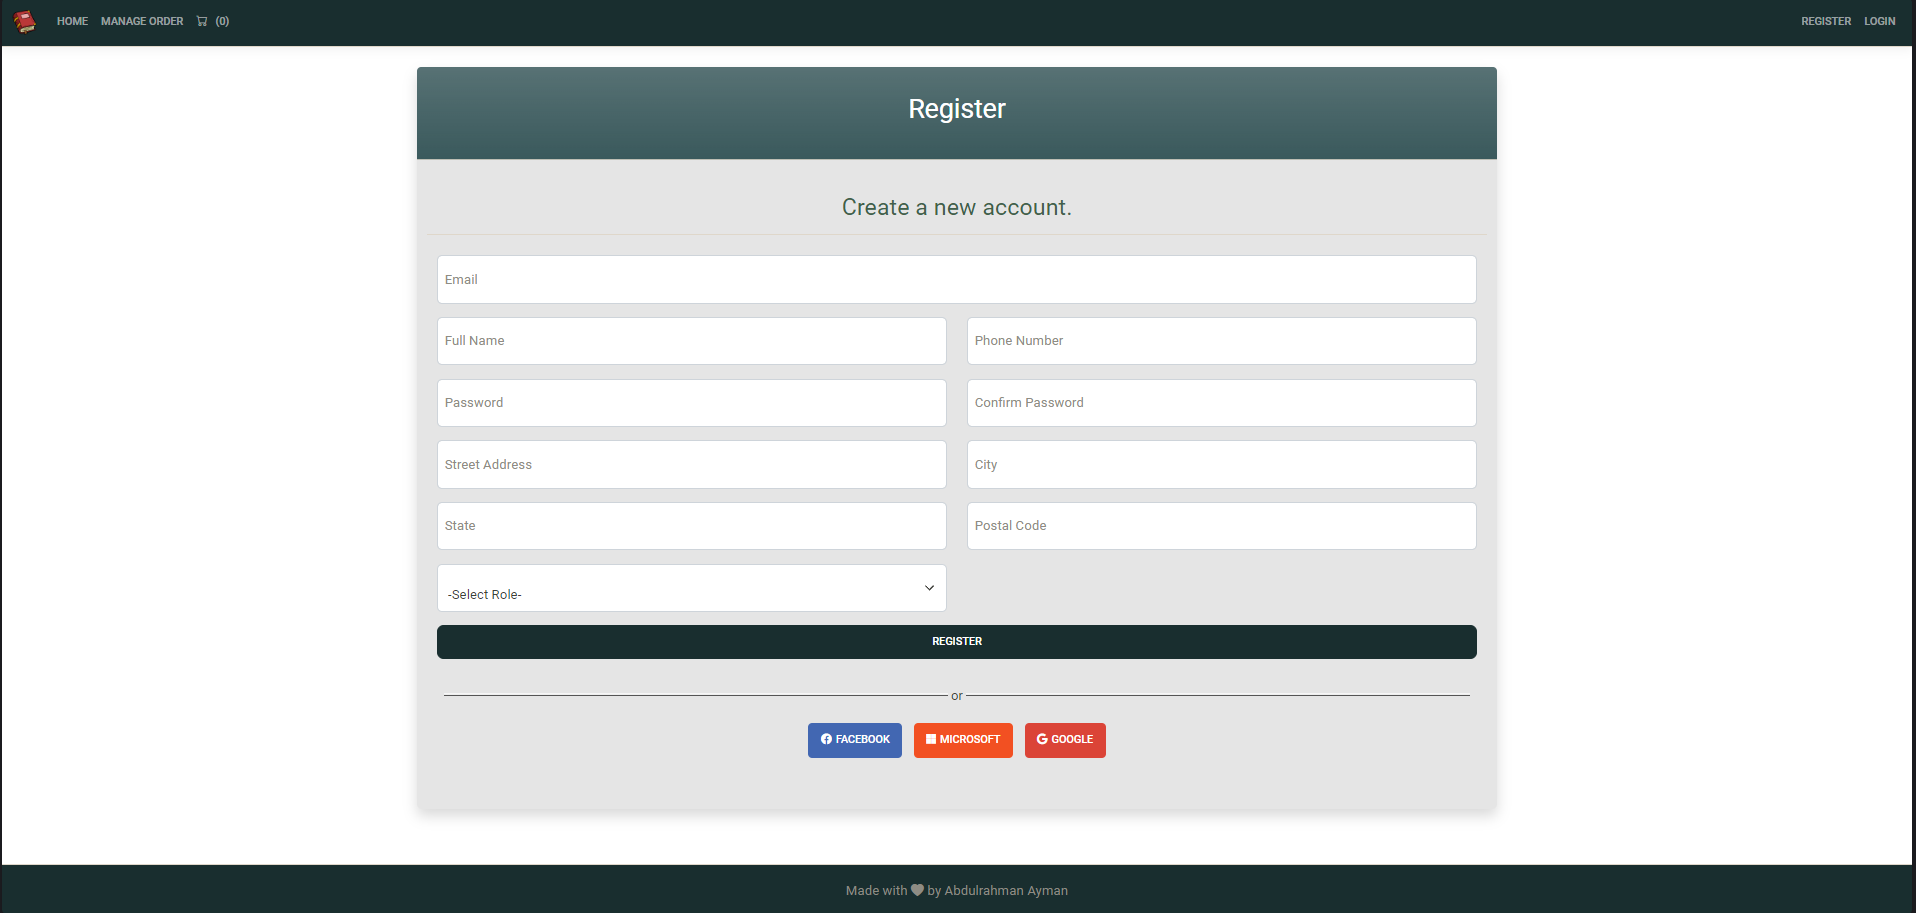 HOME MANAGE ORDER (0) REGISTER LOGIN
Register
Create a new account.
Email
Full Name Phone Number
Password Confirm Password
Street Address City
State Postal Code
-Select Role-
REGISTER
or
FACEBOOK MICROSOFT GOOGLE
Made with by Abdulrahman Ayman